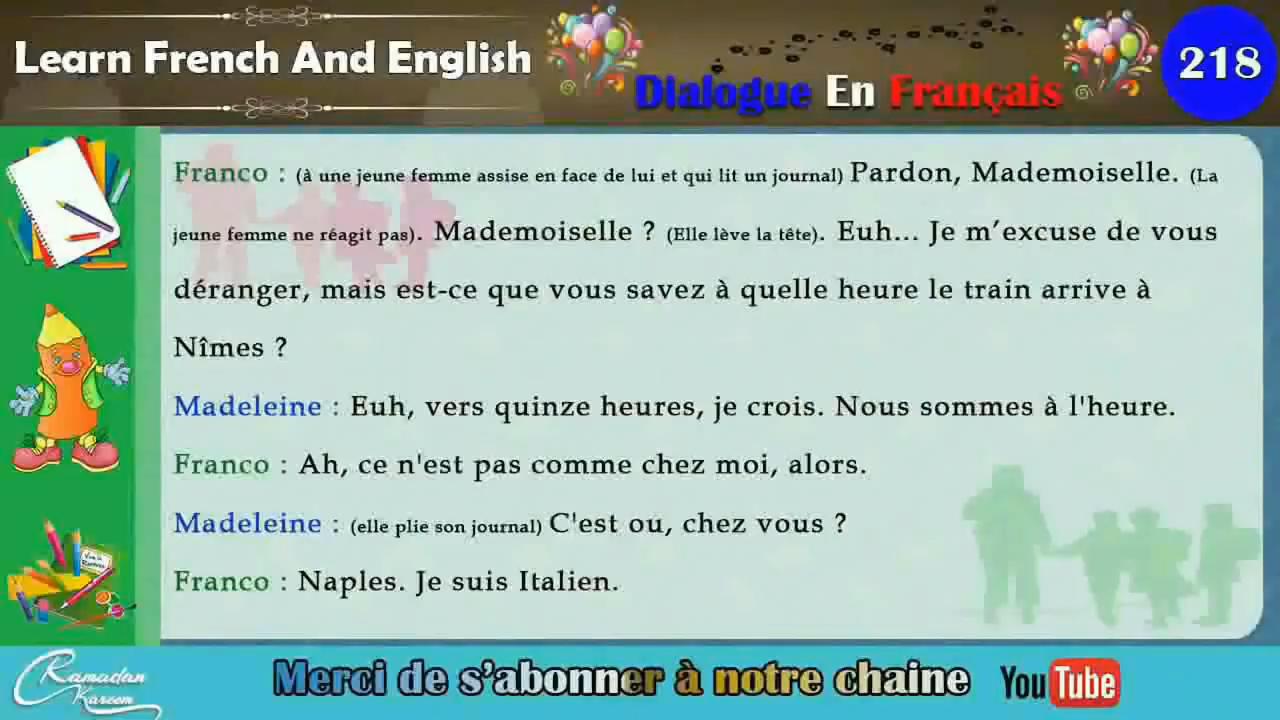 Learn French And English
Dialogue En Français
218
Franco : (à une jeune femme assise en face de lui et qui lit un journal) Pardon, Mademoiselle. (La
jeune femme ne réagit pas). Mademoiselle ? (Elle lève la tête). Euh... Je m’excuse de vous
déranger, mais est-ce que vous savez à quelle heure le train arrive à
Nîmes ?
Madeleine : Euh, vers quinze heures, je crois. Nous sommes à l'heure.
Franco : Ah, ce n'est pas comme chez moi, alors.
Madeleine : (elle plie son journal) C'est ou, chez vous ?
Franco : Naples. Je suis Italien.
Ramadan
Kareem
Merci de s’abonner à notre chaine
YouTube